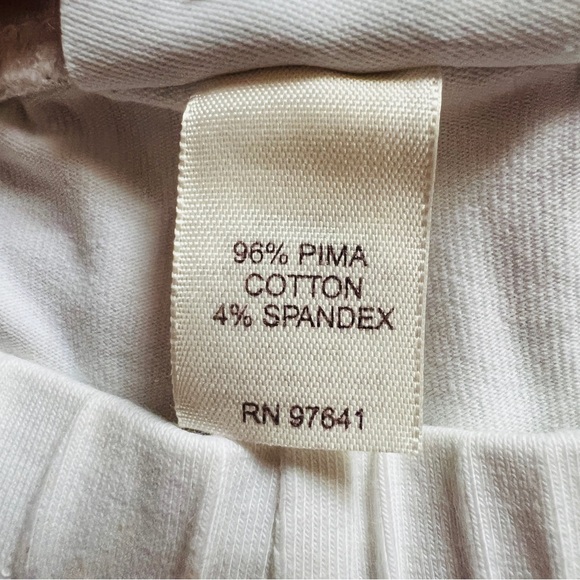 96% PIMA
COTTON
4% SPANDEX
RN 97641